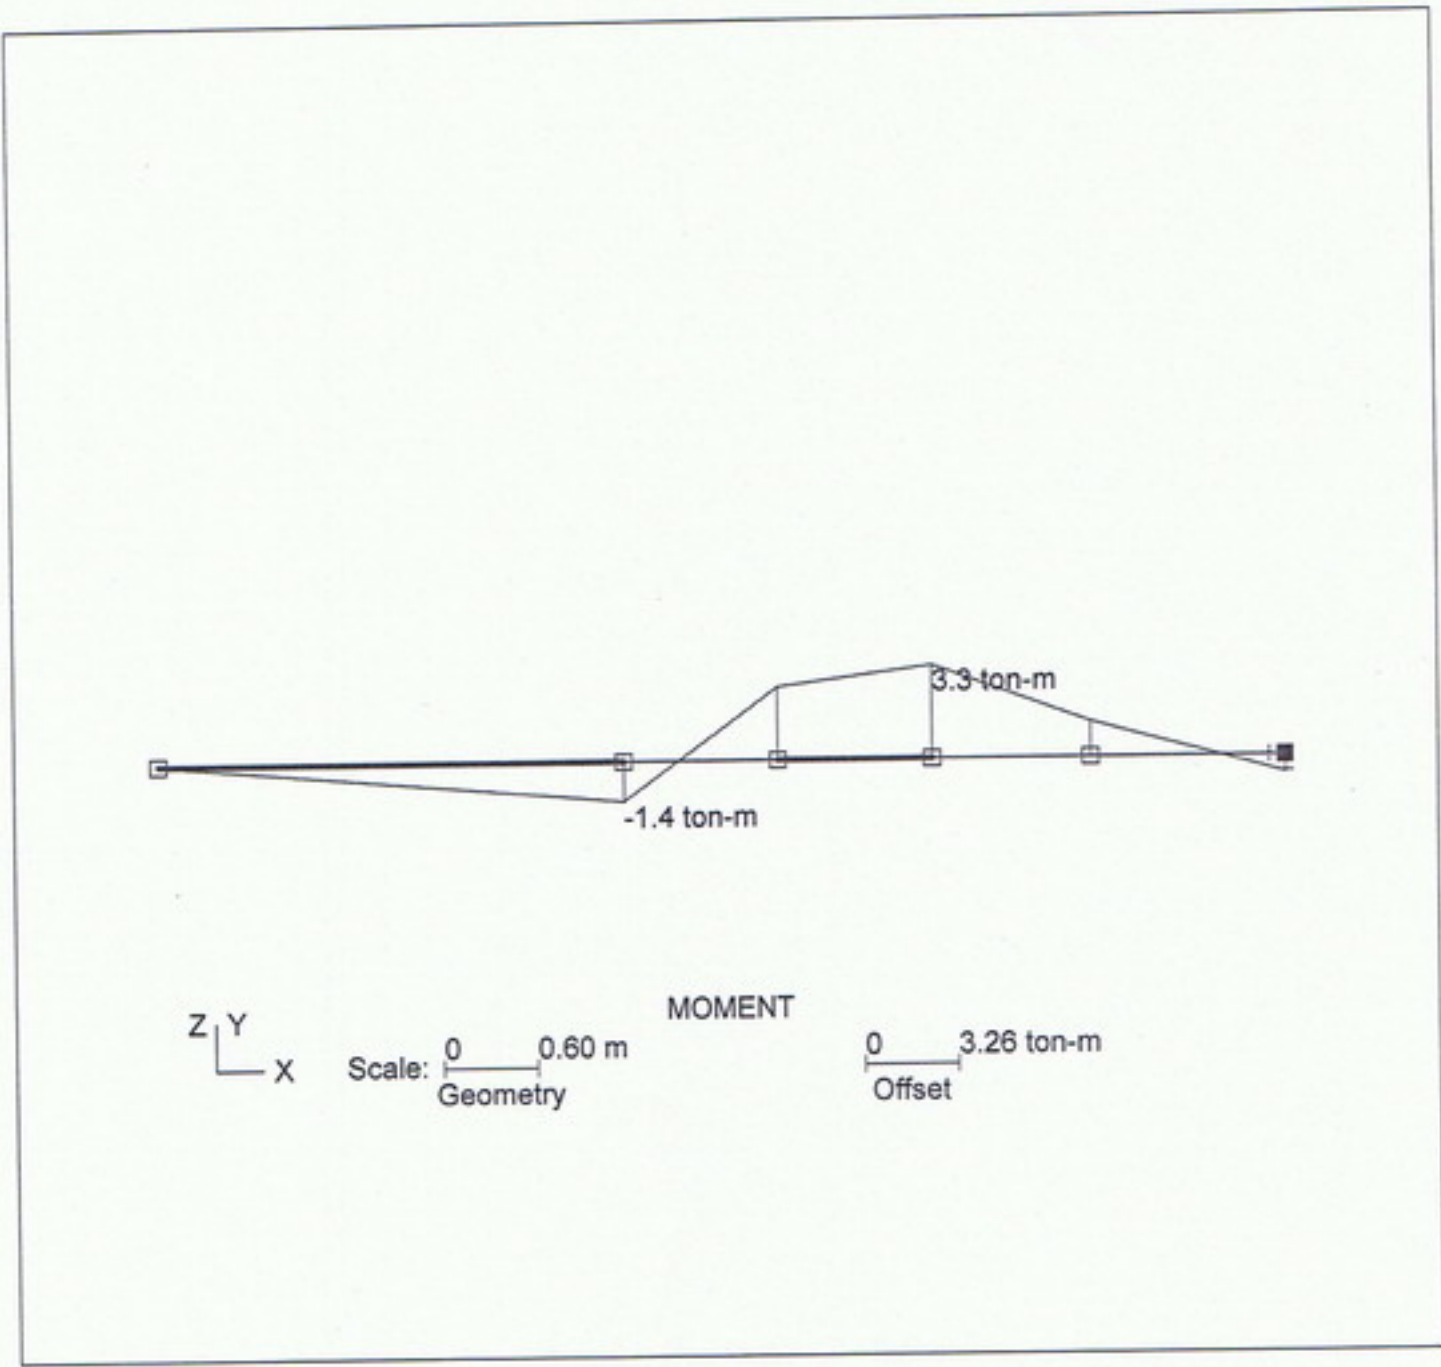 3.3 ton-m
-1.4 ton-m
MOMENT
Z Y
X
Scale: 0 0.60 m
Geometry
0 3.26 ton-m
Offset